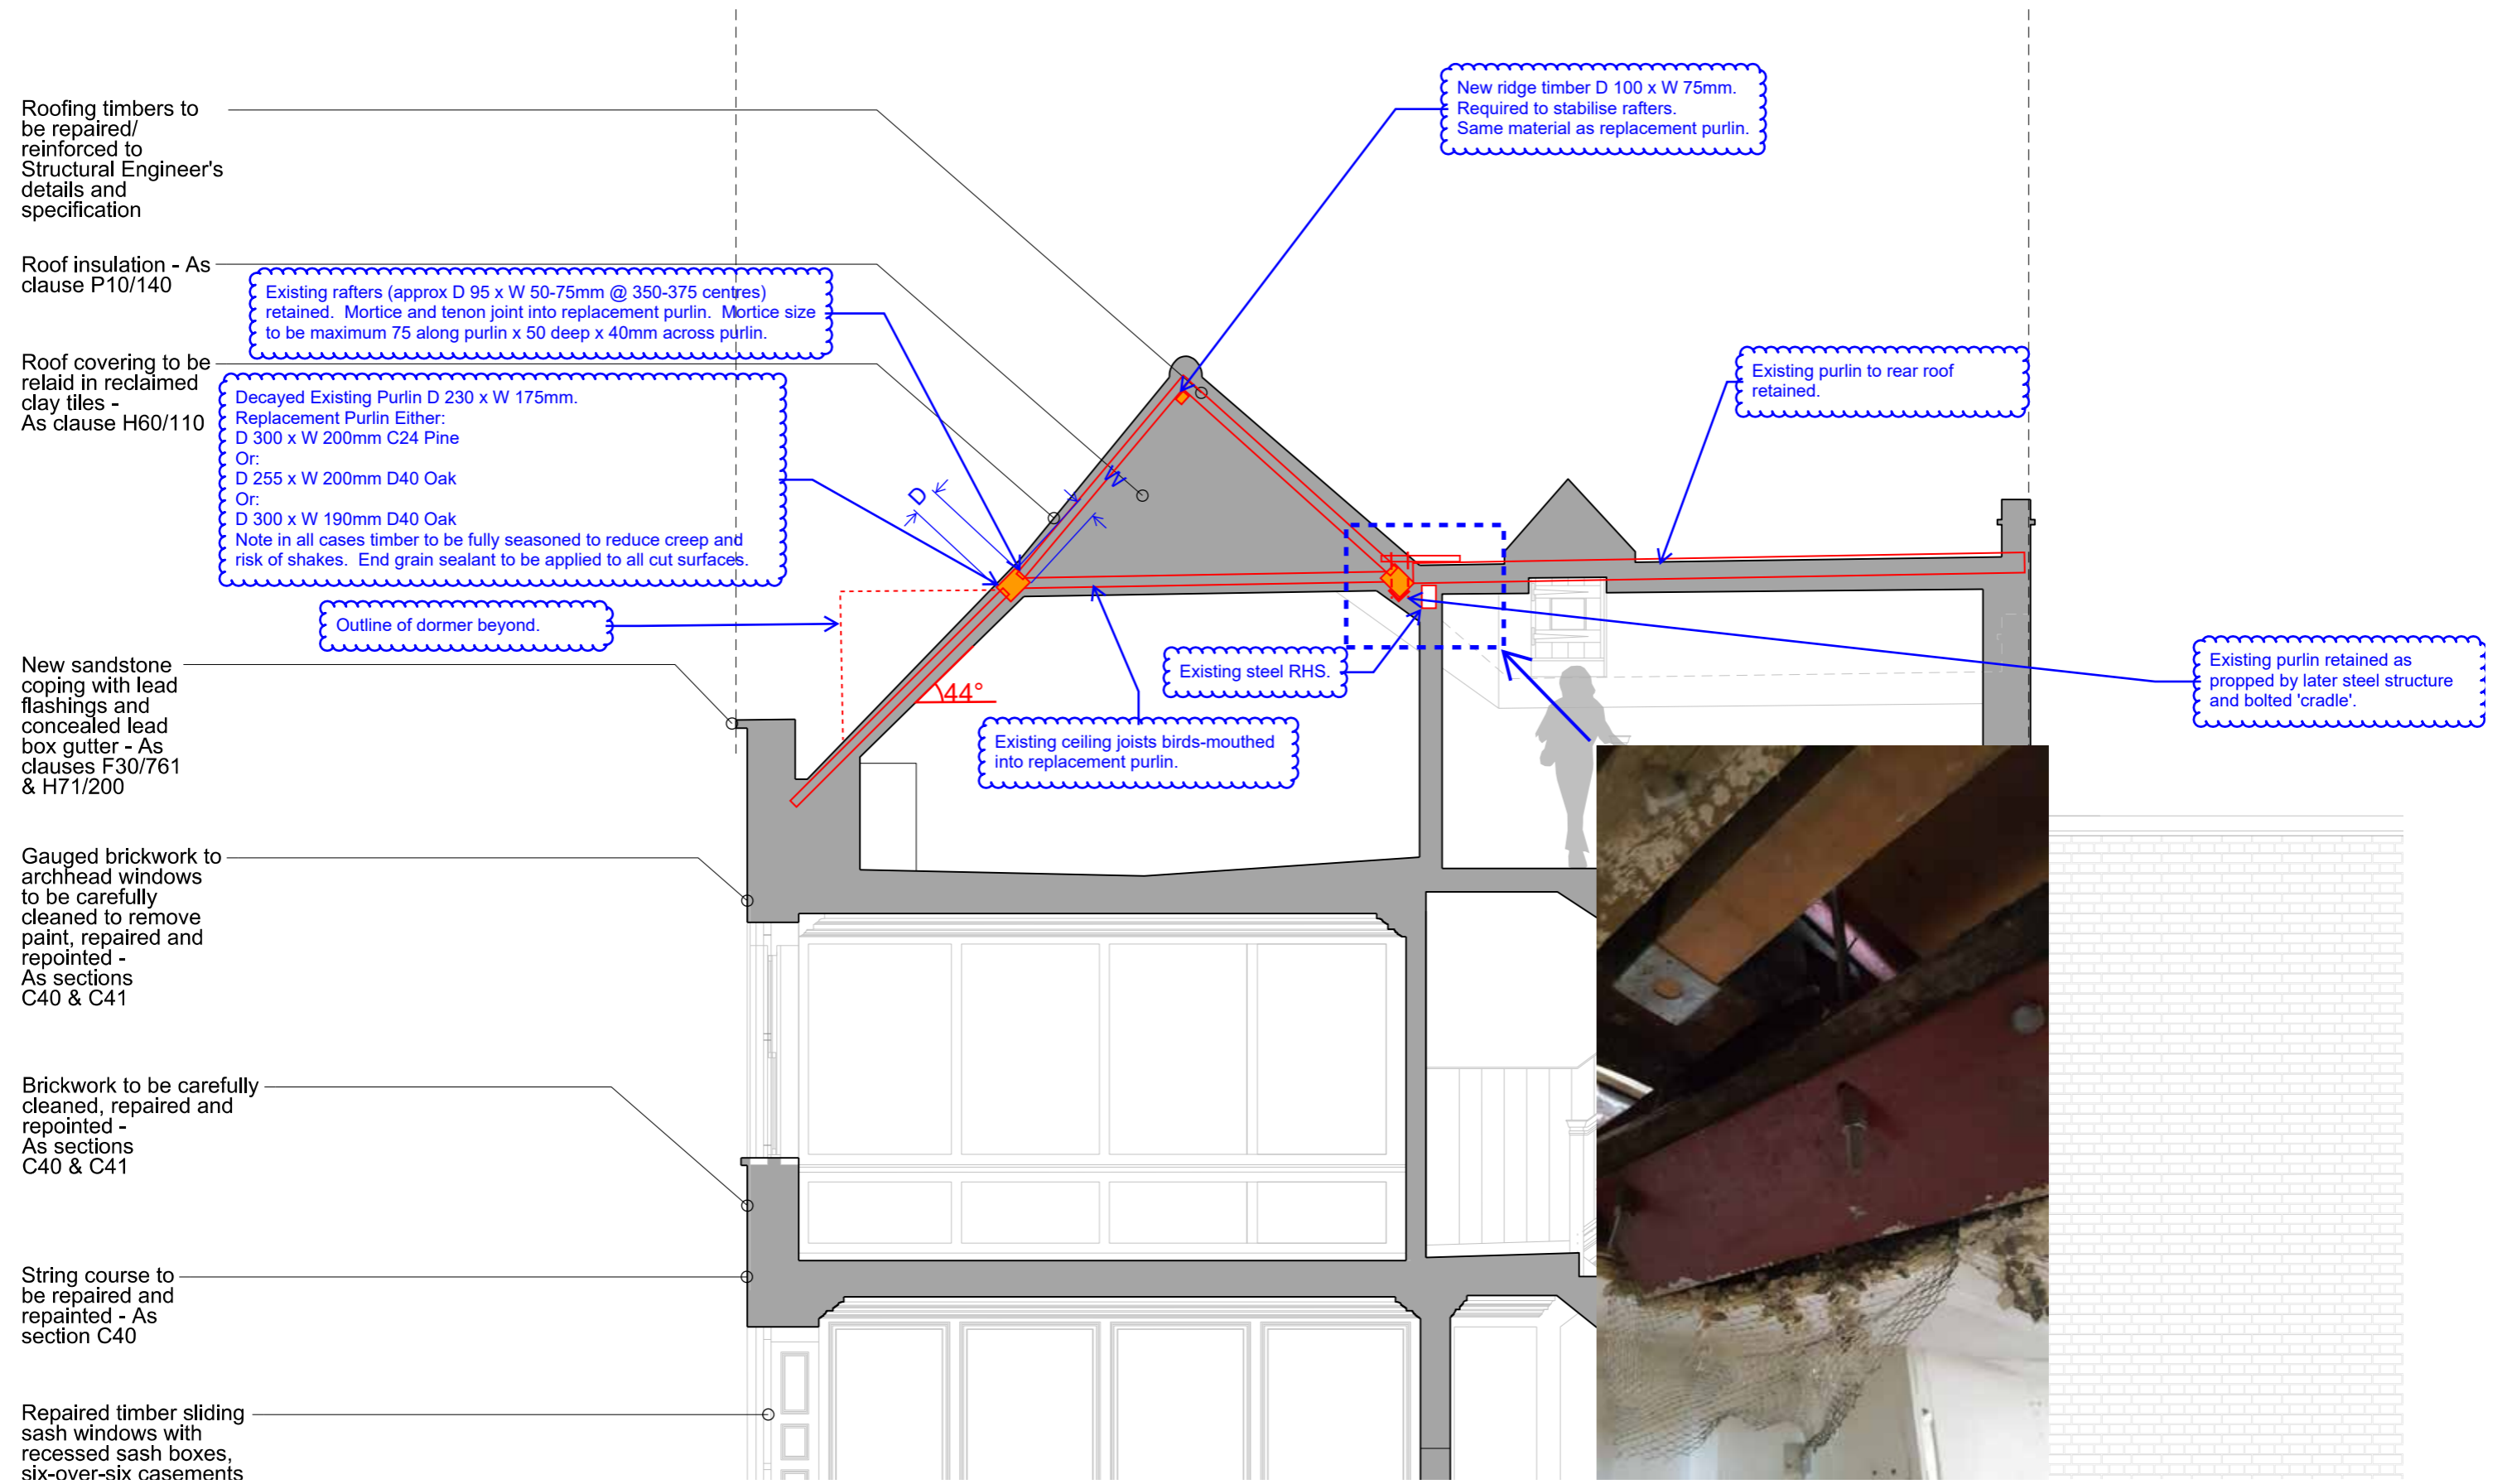 Roofing timbers to
be repaired/
reinforced to
Structural Engineer's
details and
specification
Roof insulation - As
clause P10/140
Roof covering to be
relaid in reclaimed
clay tiles -
As clause H60/110
New sandstone
coping with lead
flashings and
concealed lead
box gutter - As
clauses F30/761
& H71/200
Gauged brickwork to
archhead windows
to be carefully
cleaned to remove
paint, repaired and
repointed -
As sections
C40 & C41
Brickwork to be carefully
cleaned, repaired and
repointed -
As sections
C40 & C41
String course to
be repaired and
repainted - As
section C40
Repaired timber sliding
sash windows with
recessed sash boxes,
six-over-six casements
Existing rafters (approx D 95 x W 50-75mm @ 350-375 centres)
retained. Mortice and tenon joint into replacement purlin. Mortice size
to be maximum 75 along purlin x 50 deep x 40mm across purlin.
Decayed Existing Purlin D 230 x W 175mm.
Replacement Purlin Either:
D 300 x W 200mm C24 Pine
Or:
D 255 x W 200mm D40 Oak
Or:
D 300 x W 190mm D40 Oak
Note in all cases timber to be fully seasoned to reduce creep and
risk of shakes. End grain sealant to be applied to all cut surfaces.
Outline of dormer beyond.
D
W
44°
Existing ceiling joists birds-mouthed
into replacement purlin.
Existing steel RHS.
New ridge timber D 100 x W 75mm.
Required to stabilise rafters.
Same material as replacement purlin.
Existing purlin to rear roof
retained.
Existing purlin retained as
propped by later steel structure
and bolted 'cradle'.